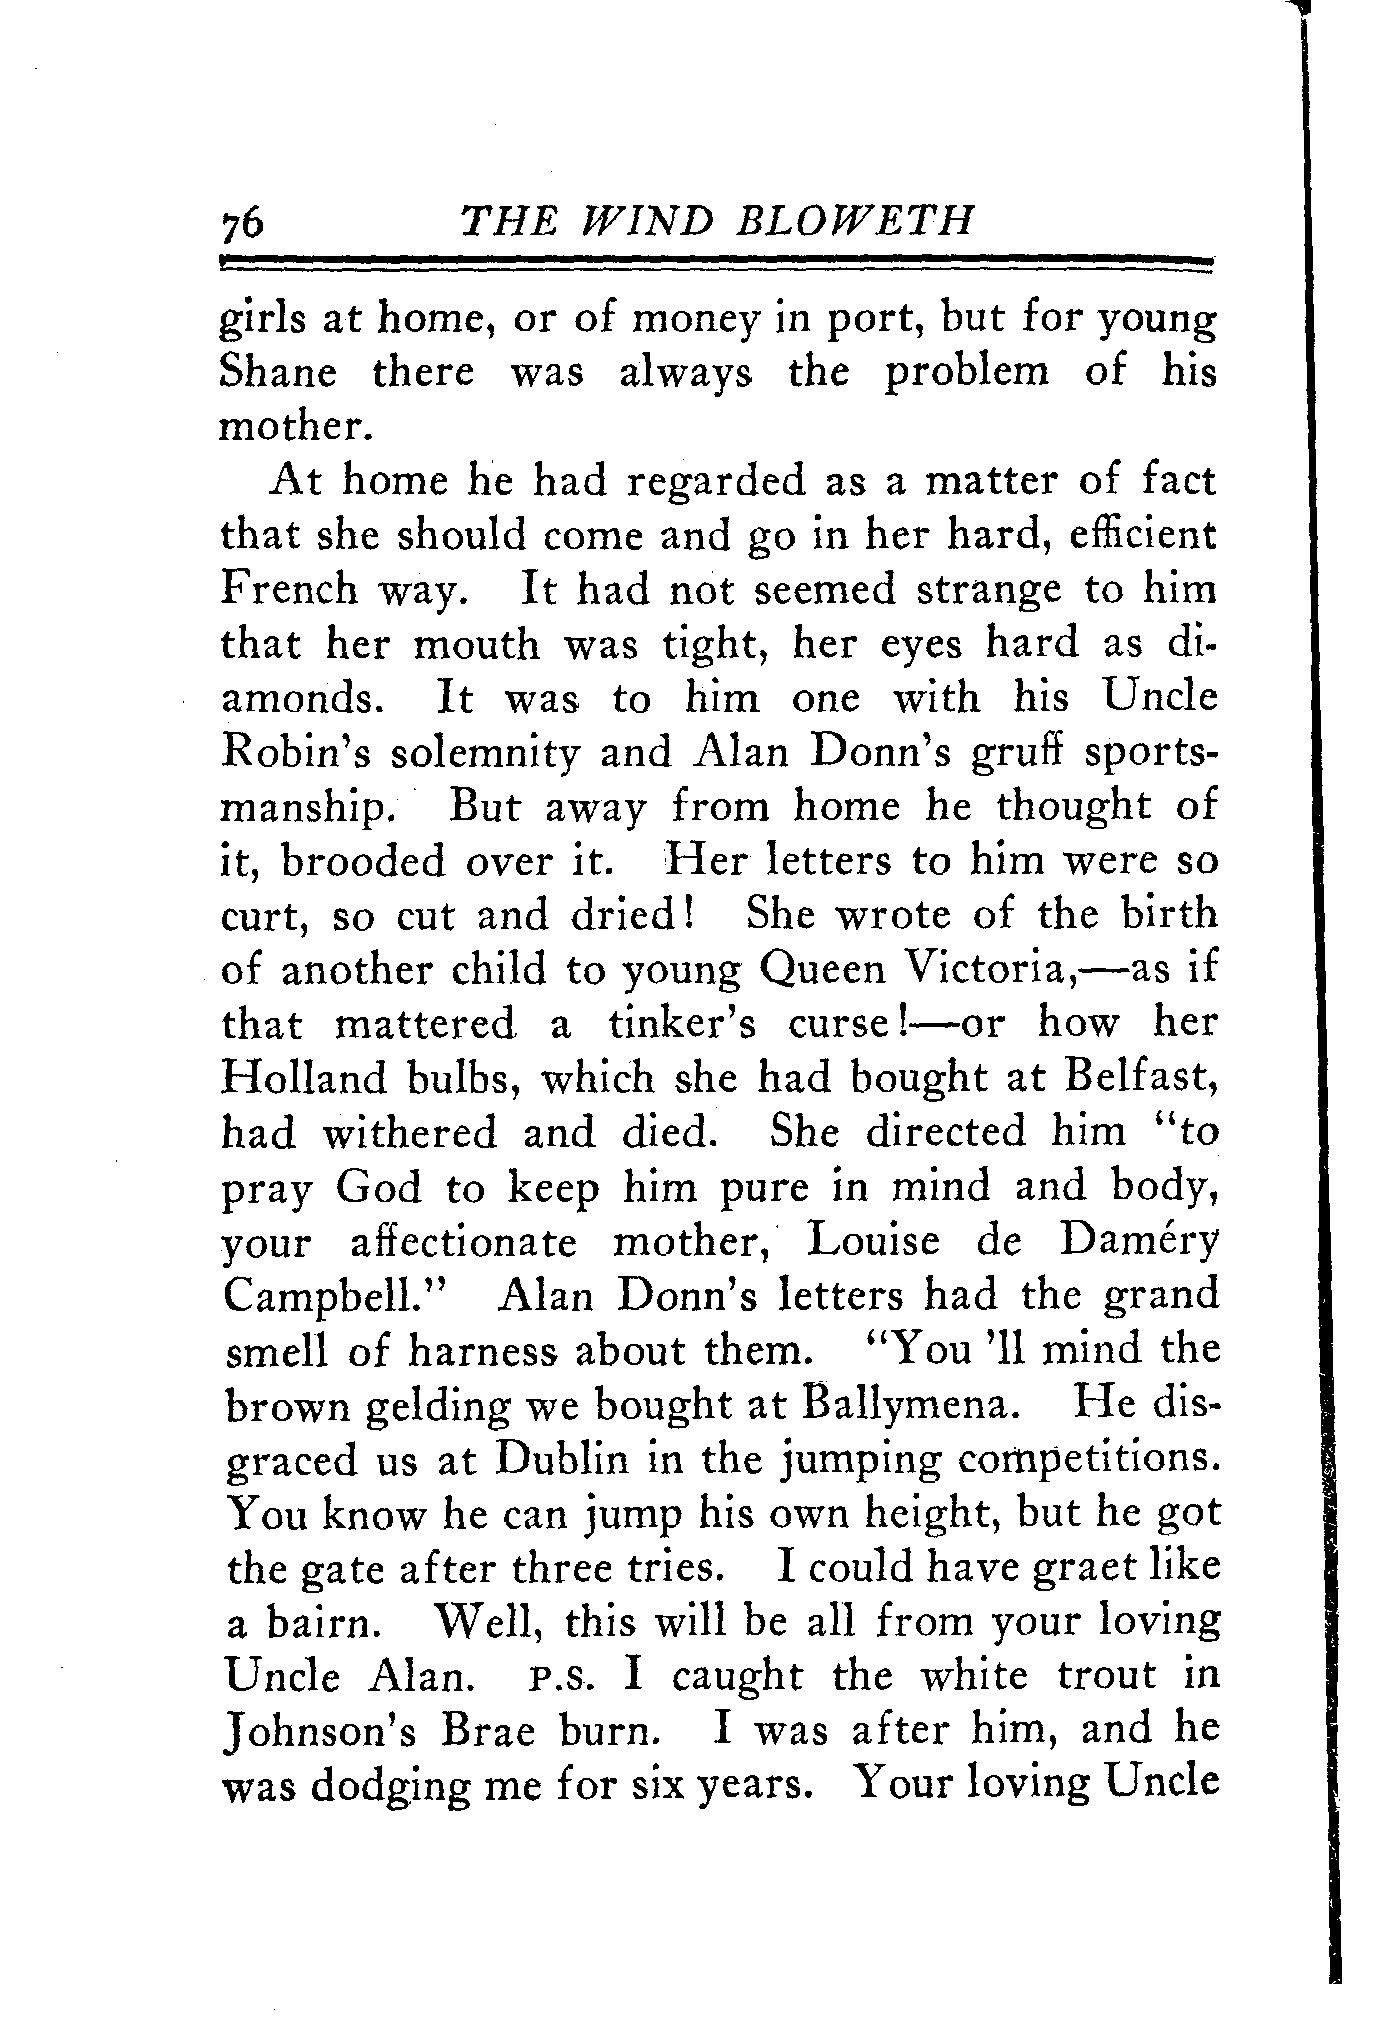 76 THE WIND BLOWETH
girls at home, or of money in port, but for young
Shane there was always the problem of his
mother.
At home he had regarded as a matter of fact
that she should come and go in her hard, efficient
French way. It had not seemed strange to him
that her mouth was tight, her eyes hard as di-
amonds. It was to him one with his Uncle
Robin's solemnity and Alan Donn's gruff sports-
manship. But away from home he thought of
it, brooded over it. Her letters to him were so
curt, so cut and dried! She wrote of the birth
of another child to young Queen Victoria,—as if
that mattered a tinker's curse!—or how her
Holland bulbs, which she had bought at Belfast,
had withered and died. She directed him "to
pray God to keep him pure in mind and body,
your affectionate mother, Louise de Daméry
Campbell." Alan Donn's letters had the grand
smell of harness about them. "You 'll mind the
brown gelding we bought at Ballymena. He dis-
graced us at Dublin in the jumping competitions.
You know he can jump his own height, but he got
the gate after three tries. I could have graet like
a bairn. Well, this will be all from your loving
Uncle Alan. P.S. I caught the white trout in
Johnson's Brae burn. I was after him, and he
was dodging me for six years. Your loving Uncle